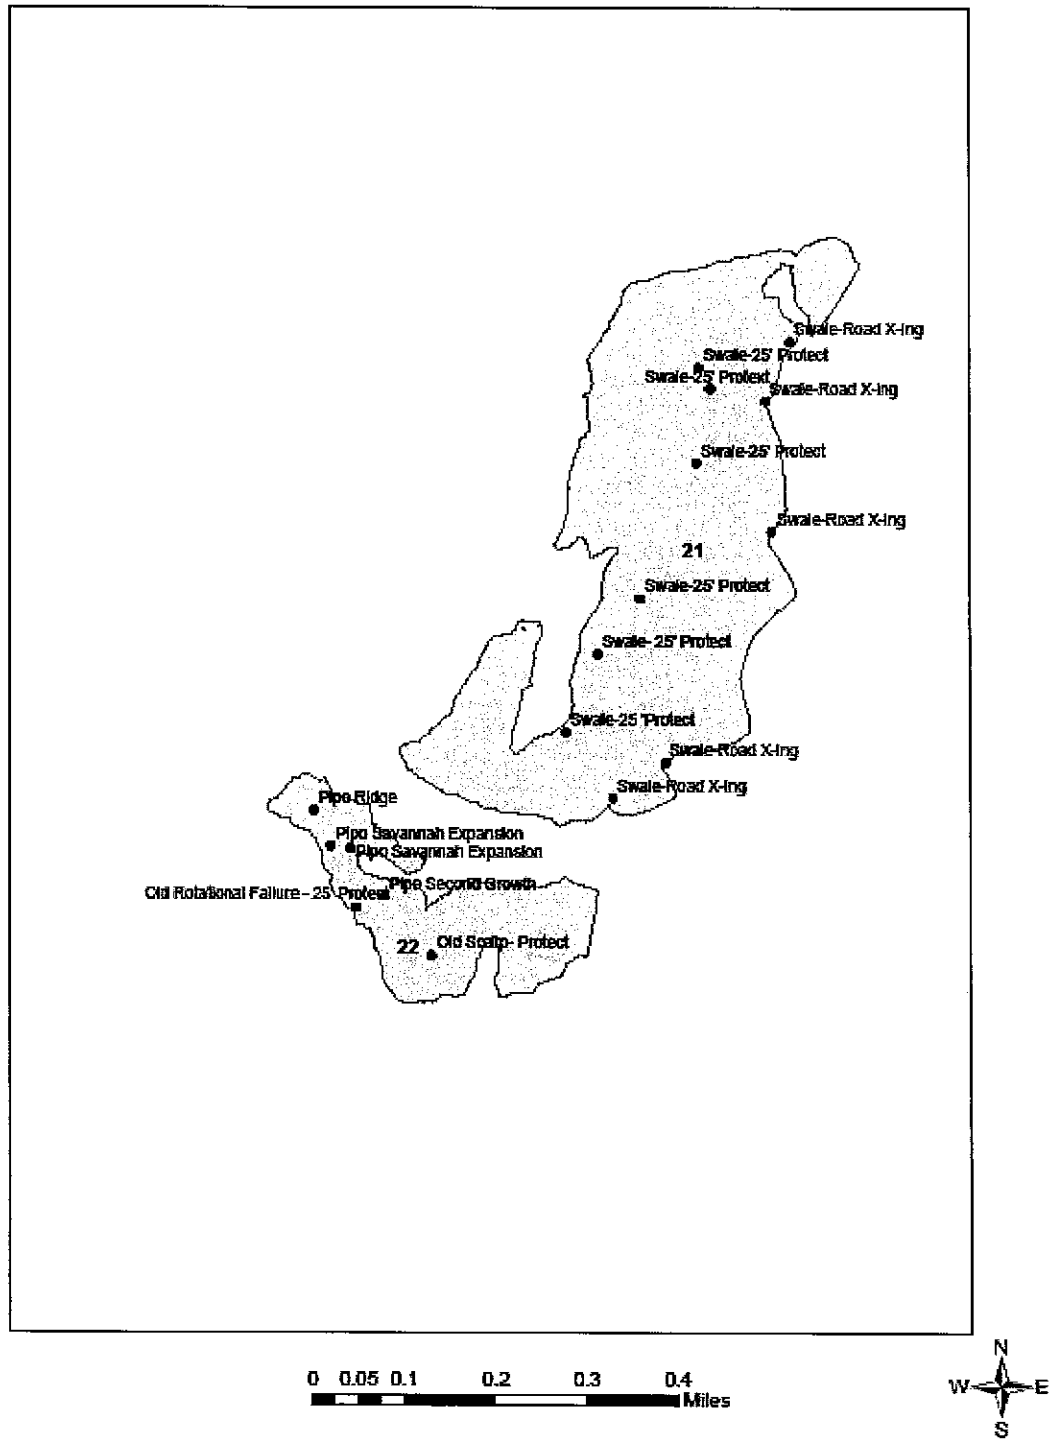 Swale-Road X-ing
Swale-25' Protect
Swale-25' Protext
Swale-Road X-ing
Swale-25' Protect
Swale-Road X-ing
21
Swale-25' Protect
Swale- 25' Protect
Swale-25 'Protect
Swale-Road X-ing
Swale-Road X-ing
Pipo Ridge
Pipo Savannah Expansion
Pipo Savannah Expansion
Pipo Second Growth
Old Rotational Failure - 25' Protect
22
Old Scarp- Protect
0 0.05 0.1 0.2 0.3 0.4
Miles
N
W E
S